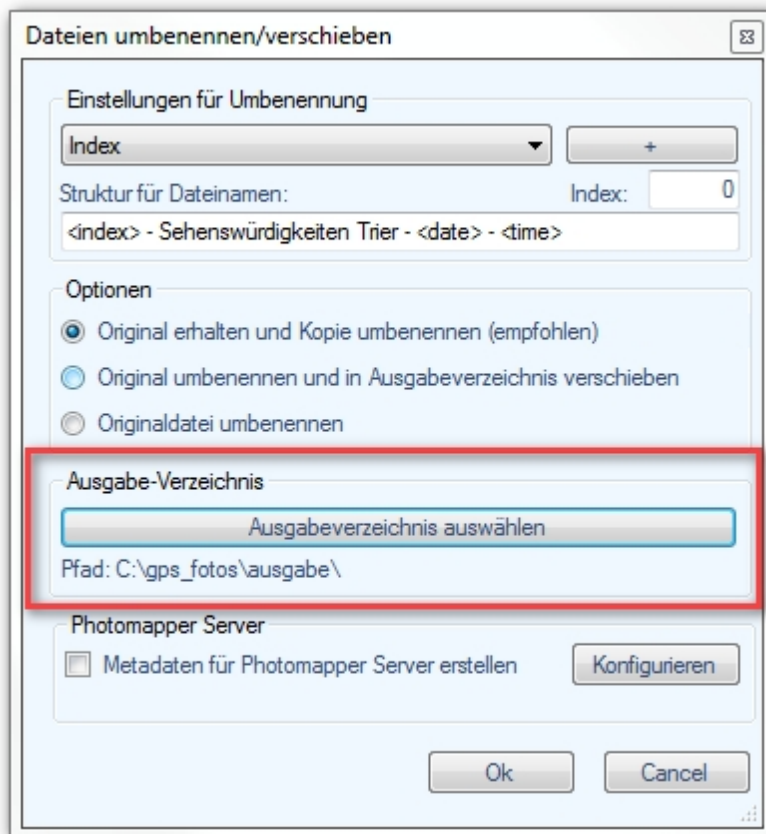 Dateien umbenennen/verschieben
Einstellungen für Umbenennung
Index
+
Struktur für Dateinamen:
Index:
0
<index> - Sehenswürdigkeiten Trier - <date> - <time>
Optionen
Original erhalten und Kopie umbenennen (empfohlen)
Original umbenennen und in Ausgabeverzeichnis verschieben
Originaldatei umbenennen
Ausgabe-Verzeichnis
Ausgabeverzeichnis auswählen
Pfad: C:\gps_fotos\ausgabe\
Photomapper Server
Metadaten für Photomapper Server erstellen
Konfigurieren
Ok
Cancel